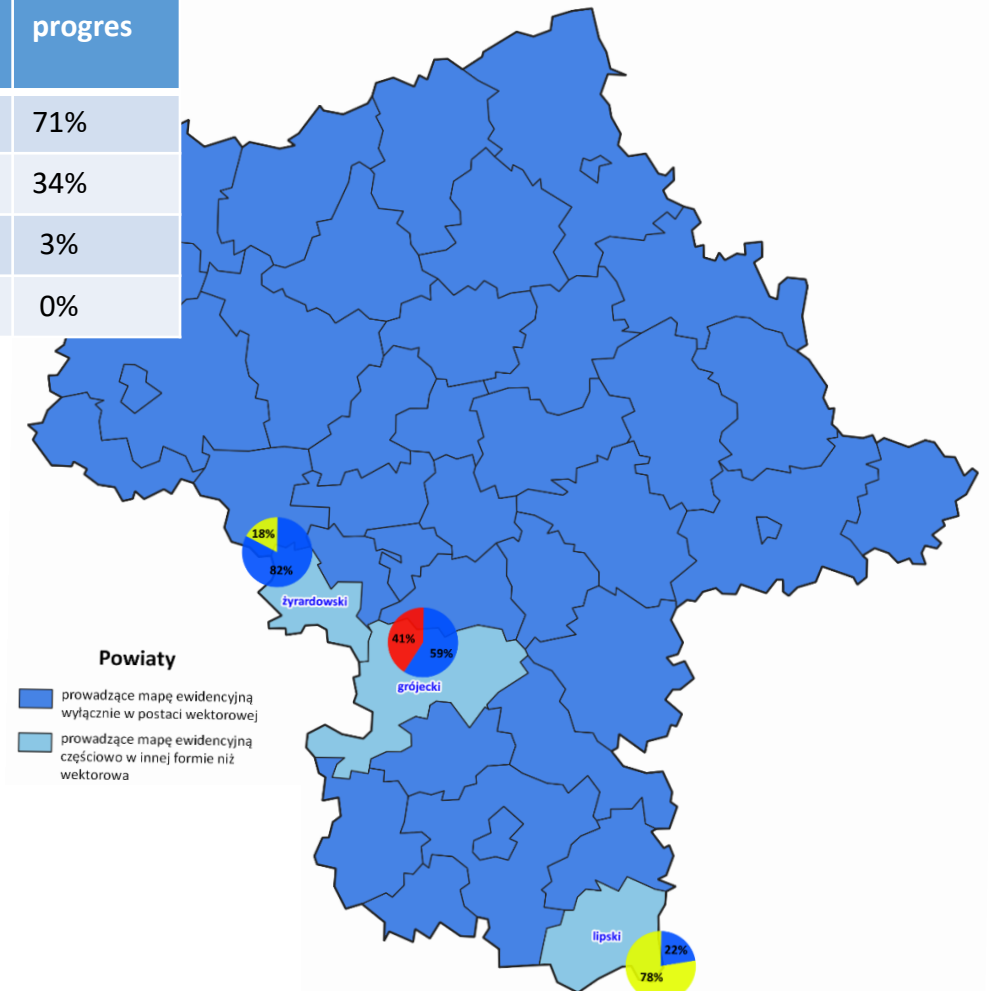 progres
71%
34%
3%
0%
18%
82%
żyrardowski
41%
59%
grójecki
Powiaty
prowadzące mapę ewidencyjną
wyłącznie w postaci wektorowej
prowadzące mapę ewidencyjną
częściowo w innej formie niż
wektorowa
lipski
22%
78%